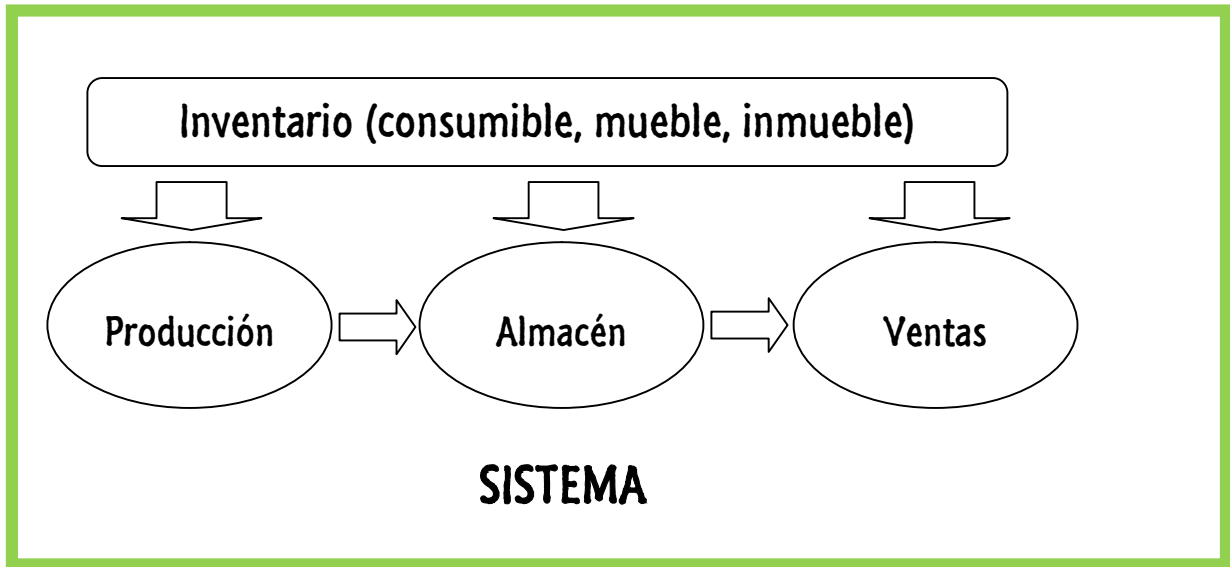 Inventario (consumible, mueble, inmueble)
Producción
Almacén
Ventas
SISTEMA